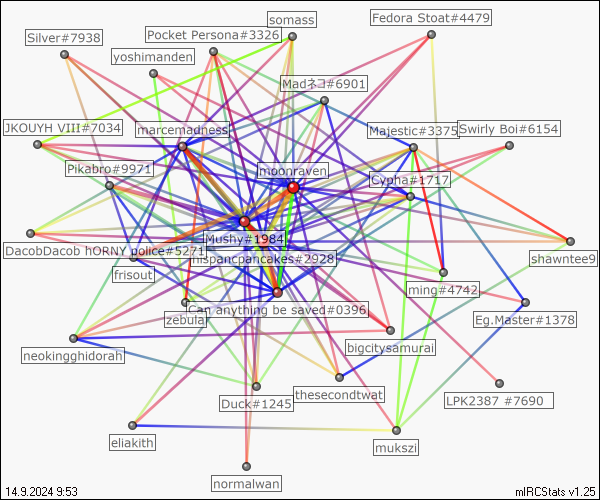 somass
Fedora Stoat#4479
Silver#7938
Pocket Persona#3326
yoshimanden
Madネコ#6901
JKOUYH VIII#7034
marcemadness
Majestic#3375
Swirly Boi#6154
Pikabro#9971
moonraven
Cypha#1717
Mushy#1984
DacobDacob hORNY police#5271
mspancpancakes#2928
shawntee9
frisout
ming#4742
Can anything be saved#0396
zebular
Eg.Master#1378
neokingghidorah
bigcitysamurai
Duck#1245
thesecondtwat
LPK2387 #7690
eliakith
mukszi
normalwan
14.9.2024 9:53
mIRCStats v1.25